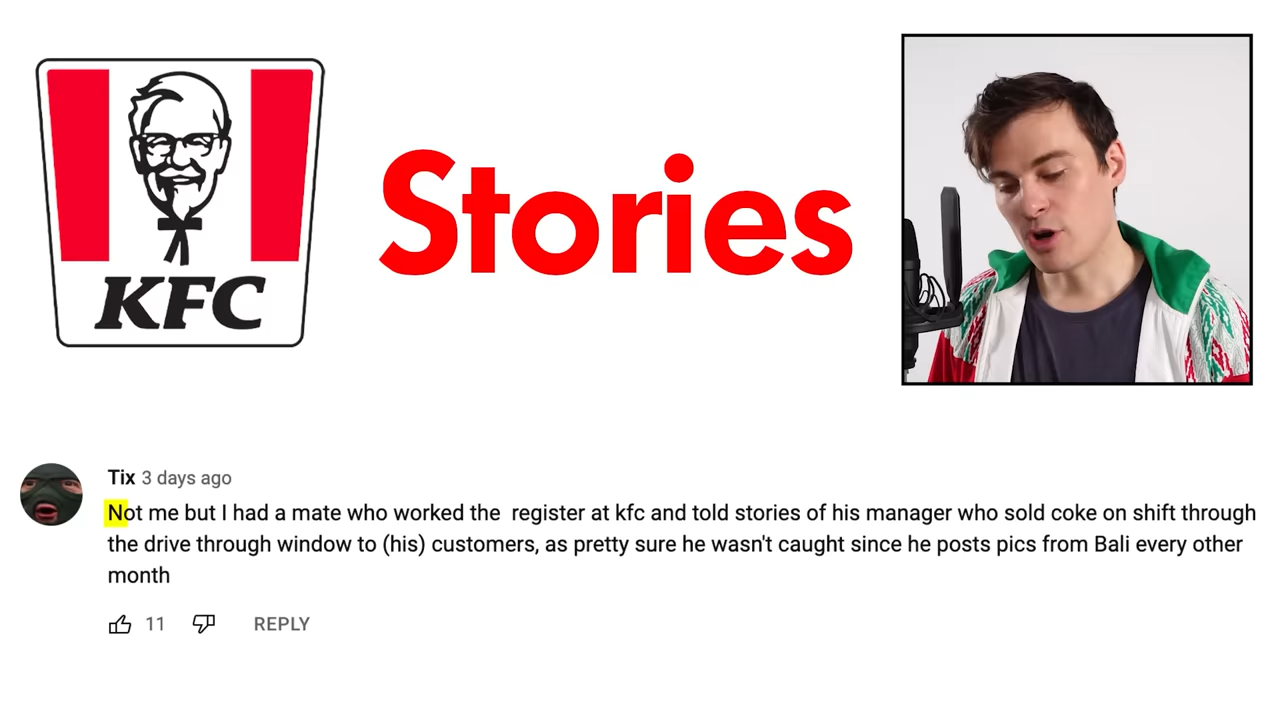 KFC
Stories
Tix 3 days ago
Not me but I had a mate who worked the  register at kfc and told stories of his manager who sold coke on shift through
the drive through window to (his) customers, as pretty sure he wasn't caught since he posts pics from Bali every other
month
11 REPLY